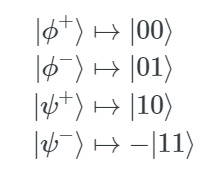 |ϕ⁺⟩ ↦ |00⟩
|ϕ⁻⟩ ↦ |01⟩
|ψ⁺⟩ ↦ |10⟩
|ψ⁻⟩ ↦ −|11⟩